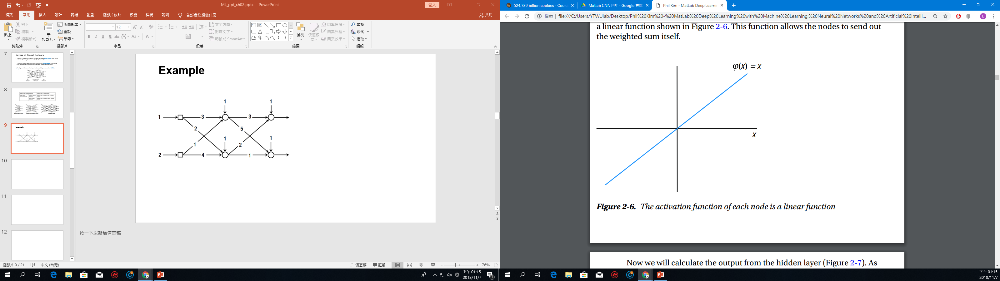 ML_ppt_ch02.pptx - PowerPoint
登入
檔案 常用 插入 設計 轉場 動畫 投影片放映 校閱 檢視 說明 告訴我您想做什麼 共用
貼上
剪下
複製
複製格式
剪貼簿
新
投影片
版面配置
重設
章節
投影片
12
B I U S abc AV Aa A
字型
文字方向
對齊文字
轉換成 SmartArt
段落
排列
快速樣
式
圖案填滿
圖案外框
圖案效果
繪圖
尋找
取代
選取
編輯
7
Layers of Neural Network
8
9
Example
10
11
12
Example
1 1
1 3 3
2 5
1 1
1 2
2 4 1
按一下以新增備忘稿
投影片 9 / 21 中文 (台灣)
備忘稿 註解 76%
下午 01:15
2018/11/7
524.789 billion cookies - Cooki
Matlab CNN PPT - Google 雲端
Phil Kim - MatLab Deep Learnin
檔案 file:///C:/Users/YTWUlab/Desktop/Phil%20Kim%20-%20MatLab%20Deep%20Learning%20with%20Machine%20Learning,%20Neural%20Networks%20and%20Artificial%20Intelli...
L
a linear function shown in Figure 2-6. This function allows the nodes to send out
the weighted sum itself.
φ(x) = x
x
Figure 2-6. The activation function of each node is a linear function
Now we will calculate the output from the hidden layer (Figure 2-7). As
下午 01:15
2018/11/7